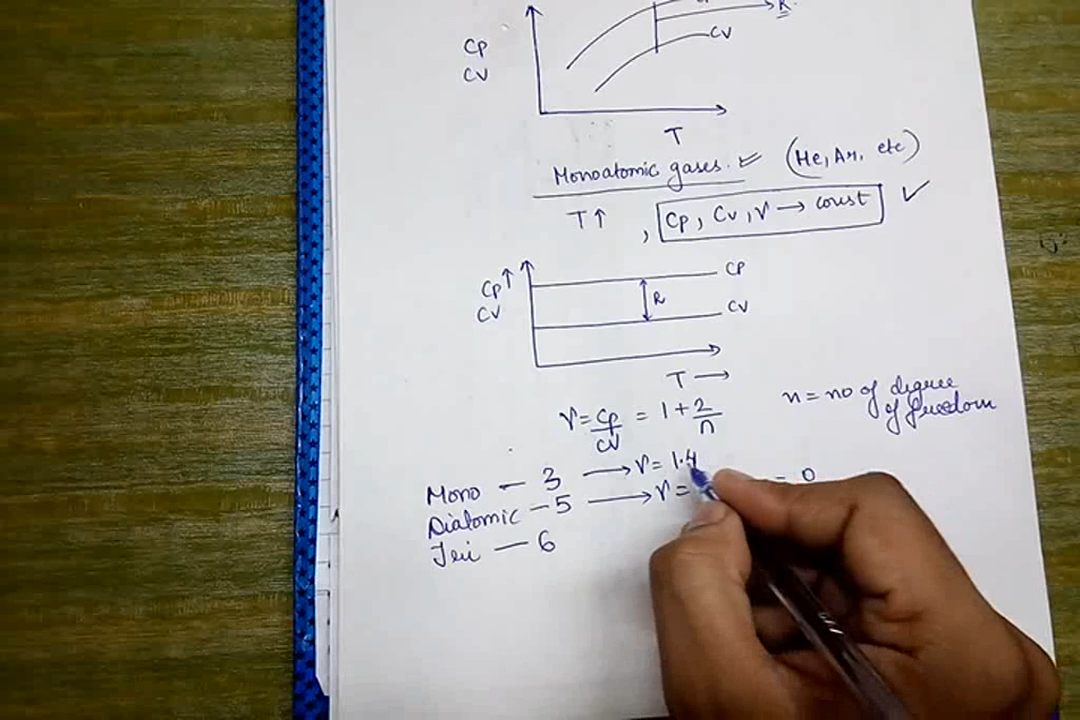 R
Cp
CV
CV
T
Monoatomic gases. (He, Ar, etc)
T↑ , Cp, Cv, γ → const
Cp↑
CV
CP
R
CV
T →
γ = Cp/CV = 1 + 2/n
n = no of degree of freedom
Mono - 3 → γ = 1.4
Diatomic - 5 → γ =
= 0
Tri - 6